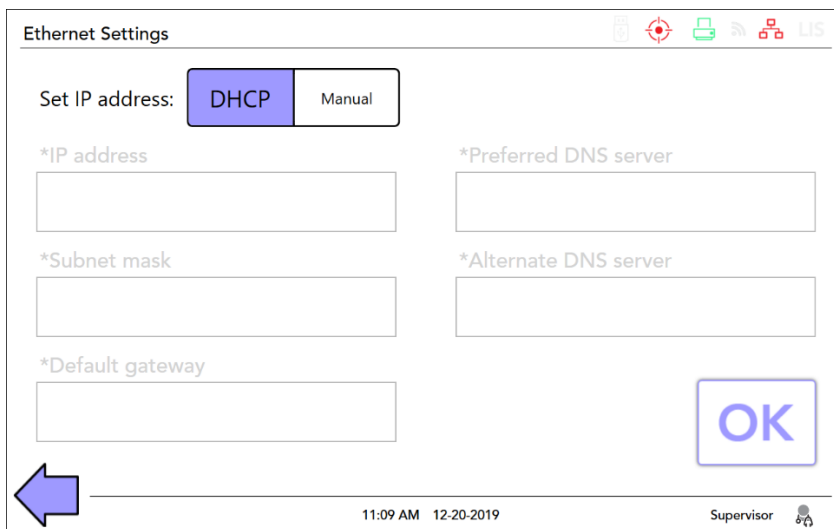 Ethernet Settings
LIS
Set IP address: DHCP Manual
*IP address
*Preferred DNS server
*Subnet mask
*Alternate DNS server
*Default gateway
OK
11:09 AM 12-20-2019
Supervisor